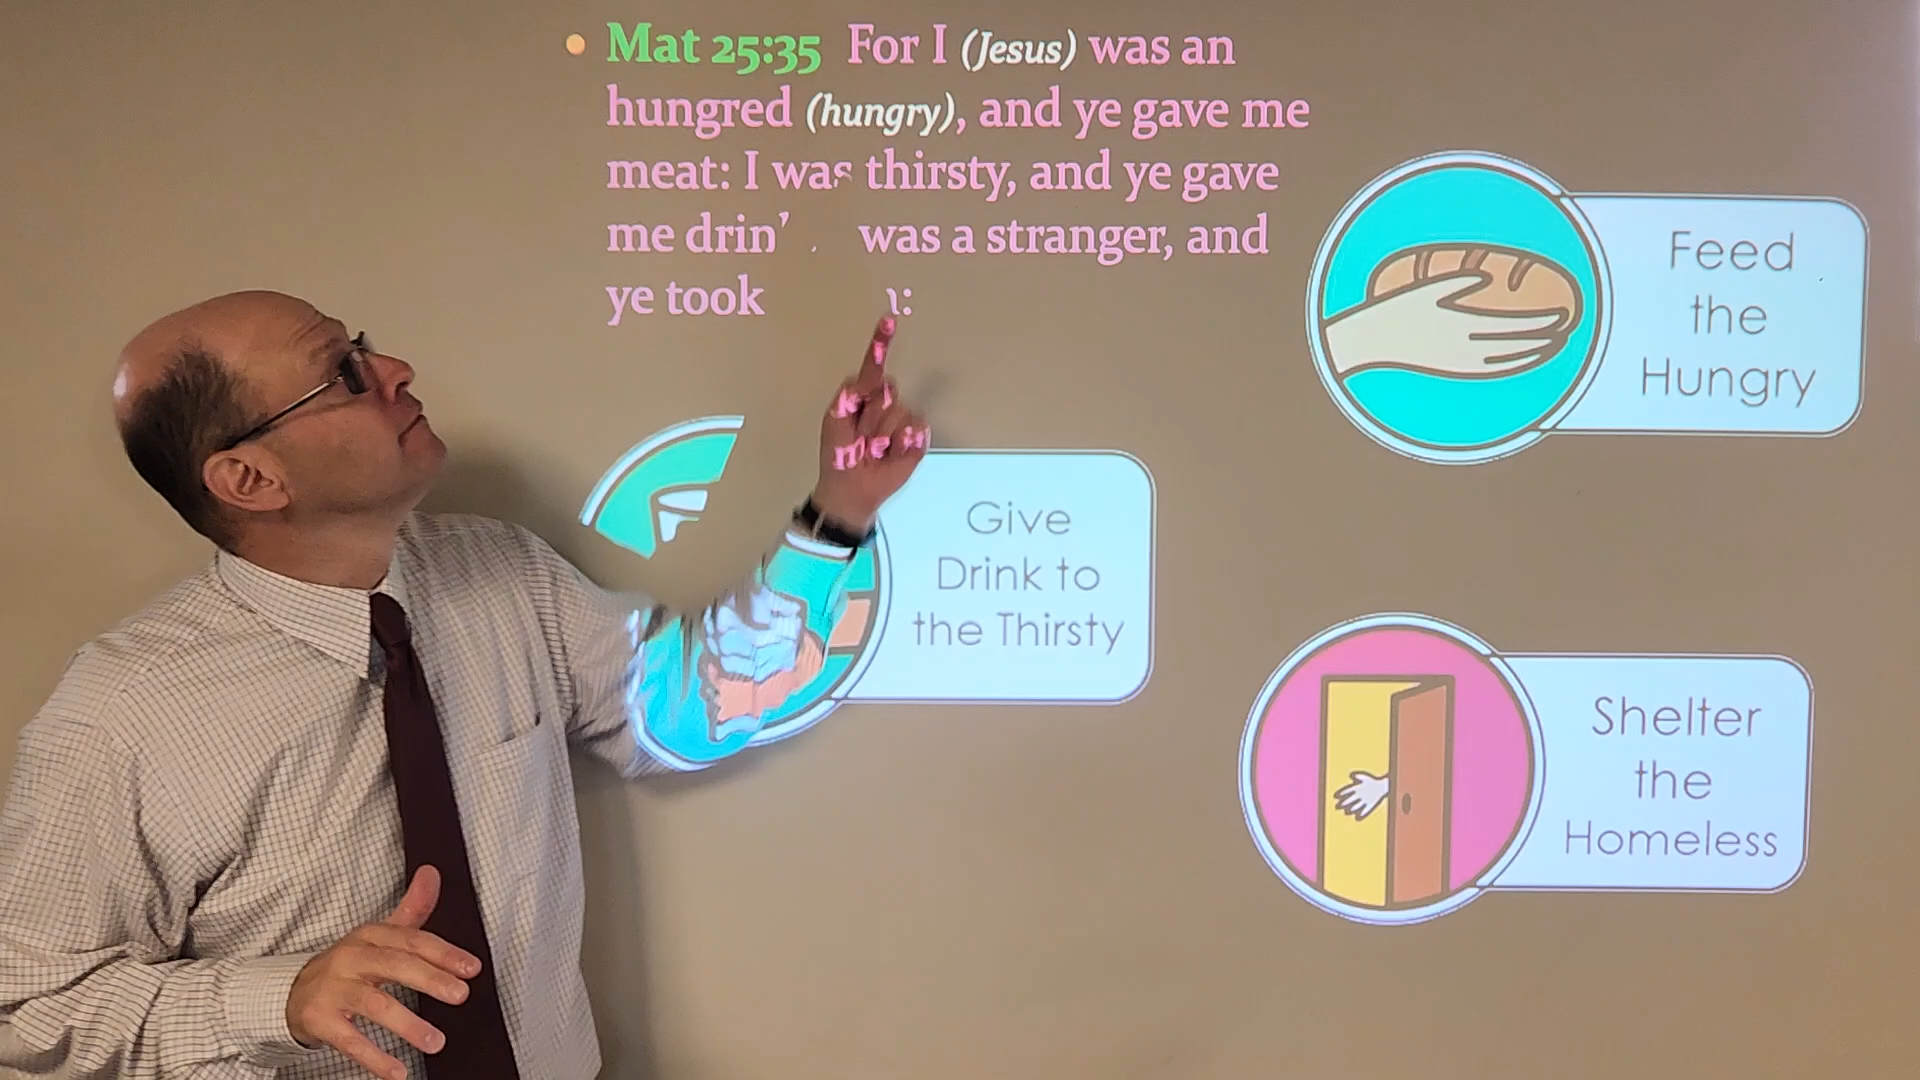 • Mat 25:35 For I (Jesus) was an
hungred (hungry), and ye gave me
meat: I was thirsty, and ye gave
me was a stranger, and
ye took
me
Give
Drink to
the Thirsty
Feed
the
Hungry
Shelter
the
Homeless